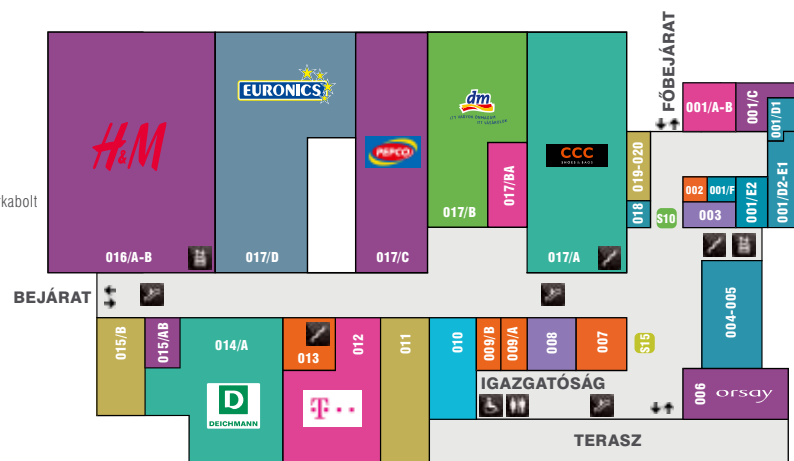 FŐBEJÁRAT
001/A-B
001/C
001/D1
EURONICS
dm
H&M
PEPCO
CCC
SHOES & BAGS
019-020
017/BA
002
001/F
001/E2
001/D2-E1
rkabolt
017/B
018
S10
003
016/A-B
017/D
017/C
017/A
BEJÁRAT
004-005
015/B
015/AB
014/A
013
012
011
010
009/B
009/A
008
007
S15
IGAZGATÓSÁG
D
DEICHMANN
T
006
orsay
TERASZ